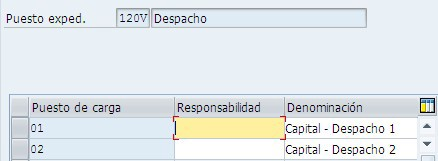 Puesto exped. 120V Despacho
Puesto de carga Responsabilidad Denominación
01 Capital - Despacho 1
02 Capital - Despacho 2